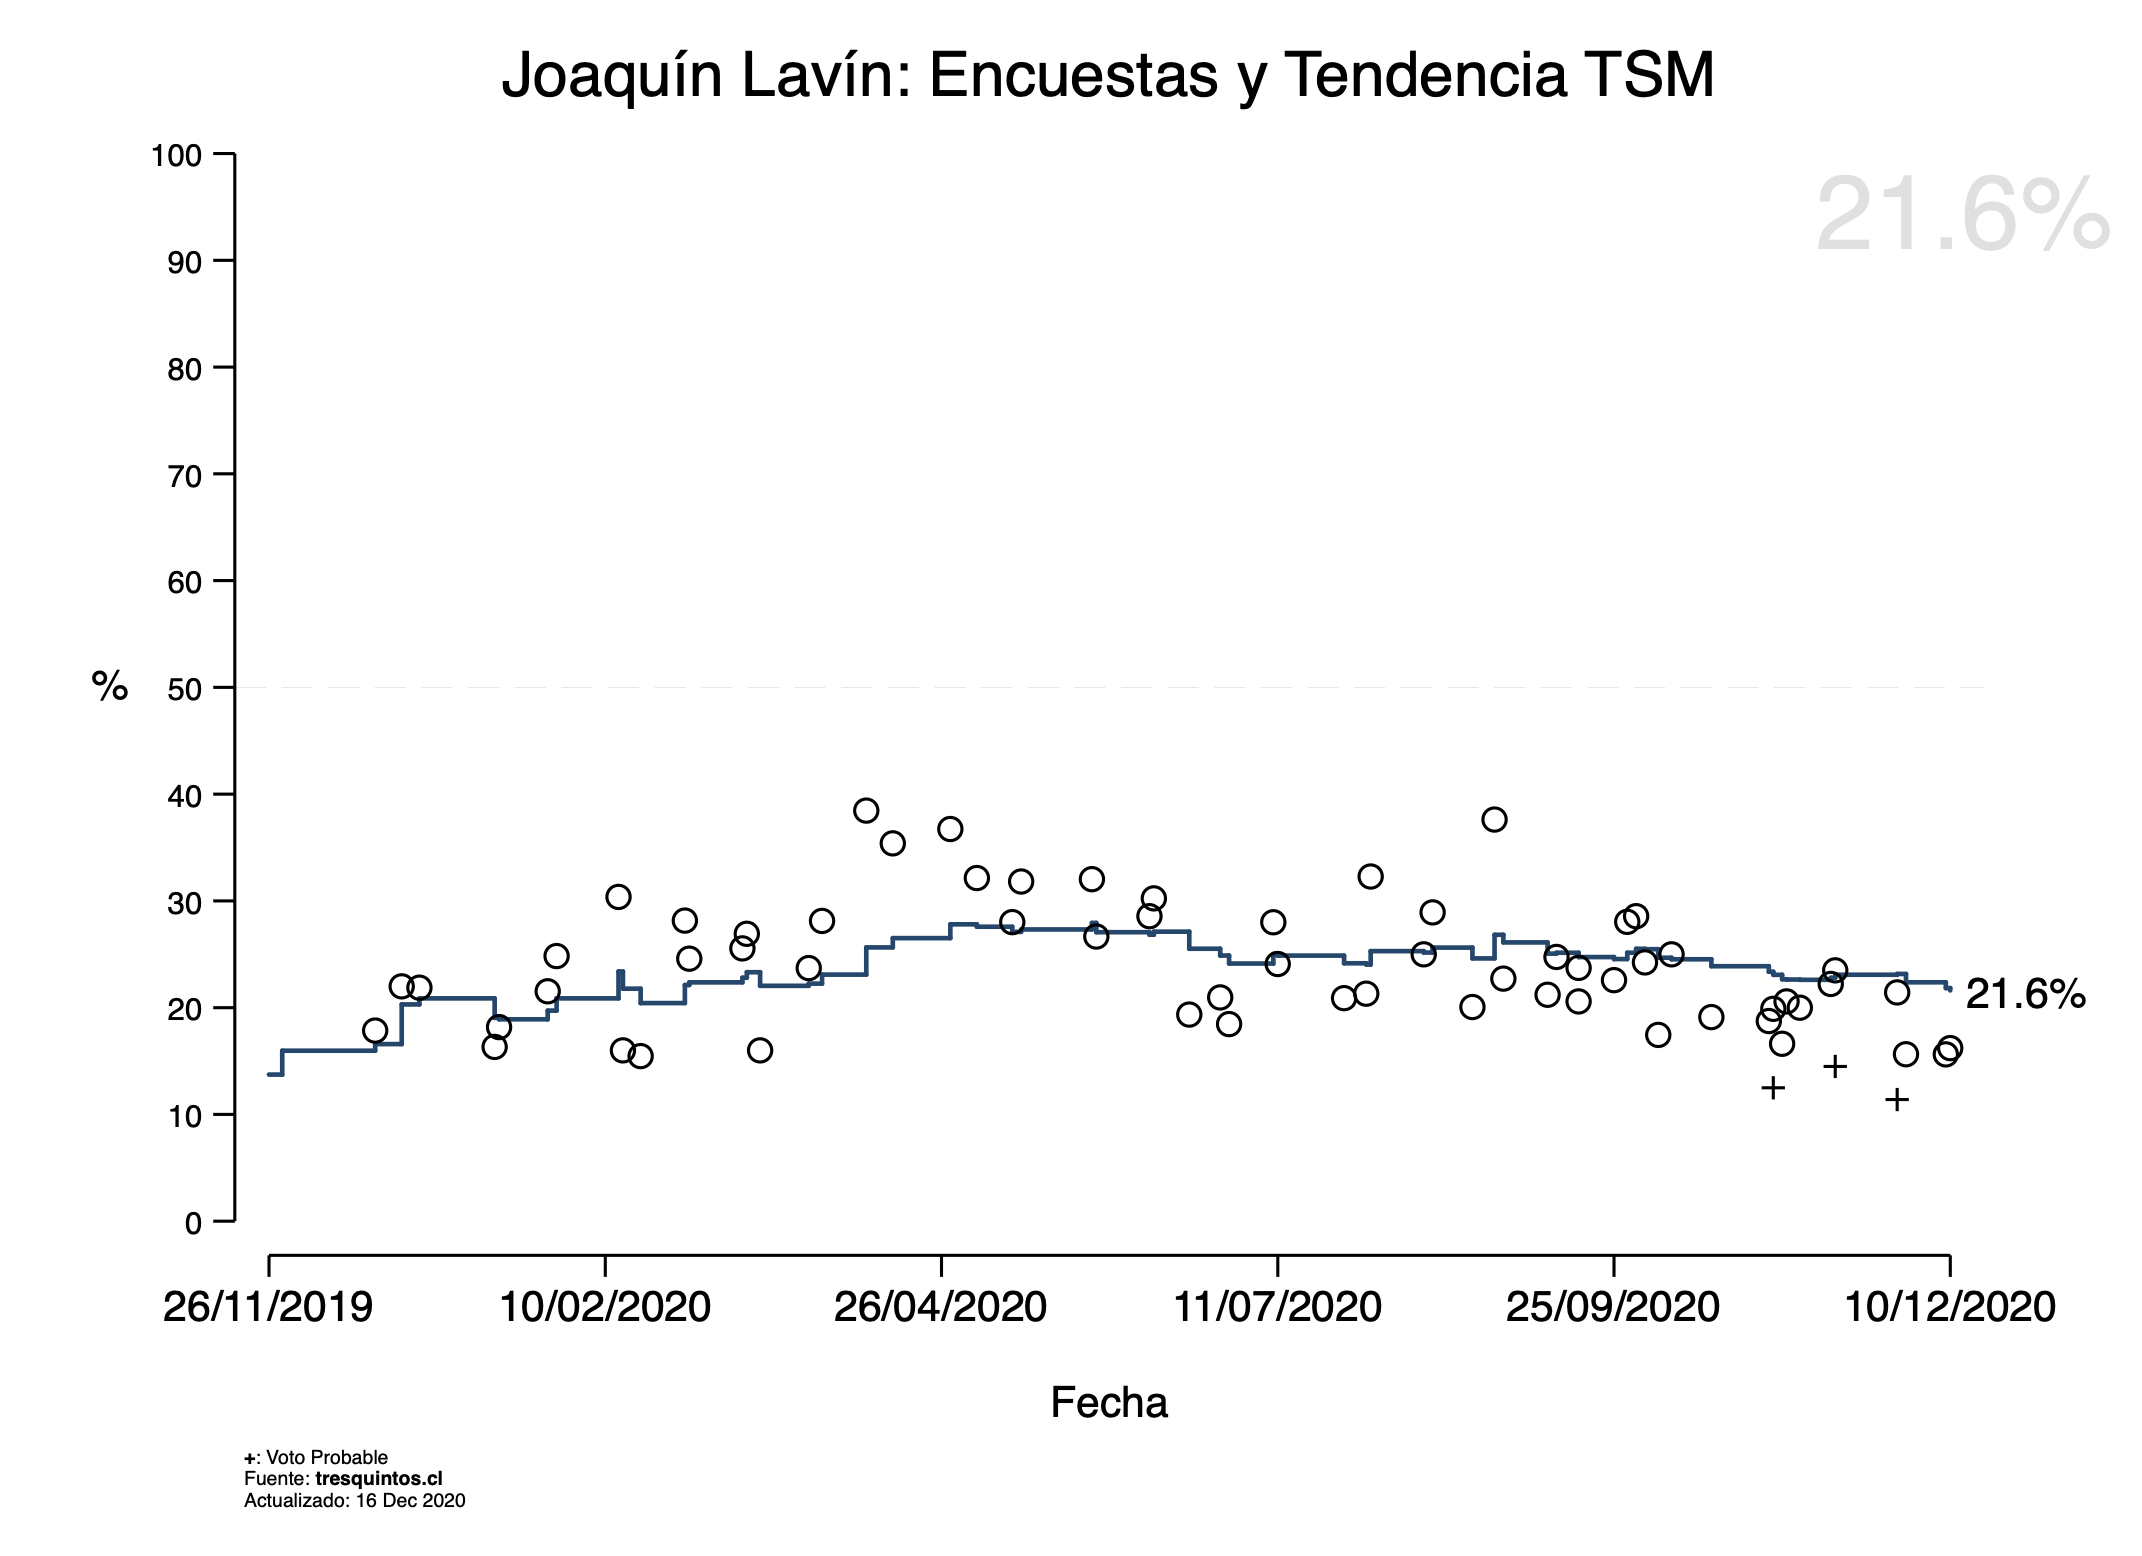 Joaquín Lavín: Encuestas y Tendencia TSM
21.6%
100
90
80
70
60
50
40
30
20
10
0
%
21.6%
26/11/2019 10/02/2020 26/04/2020 11/07/2020 25/09/2020 10/12/2020
Fecha
+: Voto Probable
Fuente: tresquintos.cl
Actualizado: 16 Dec 2020